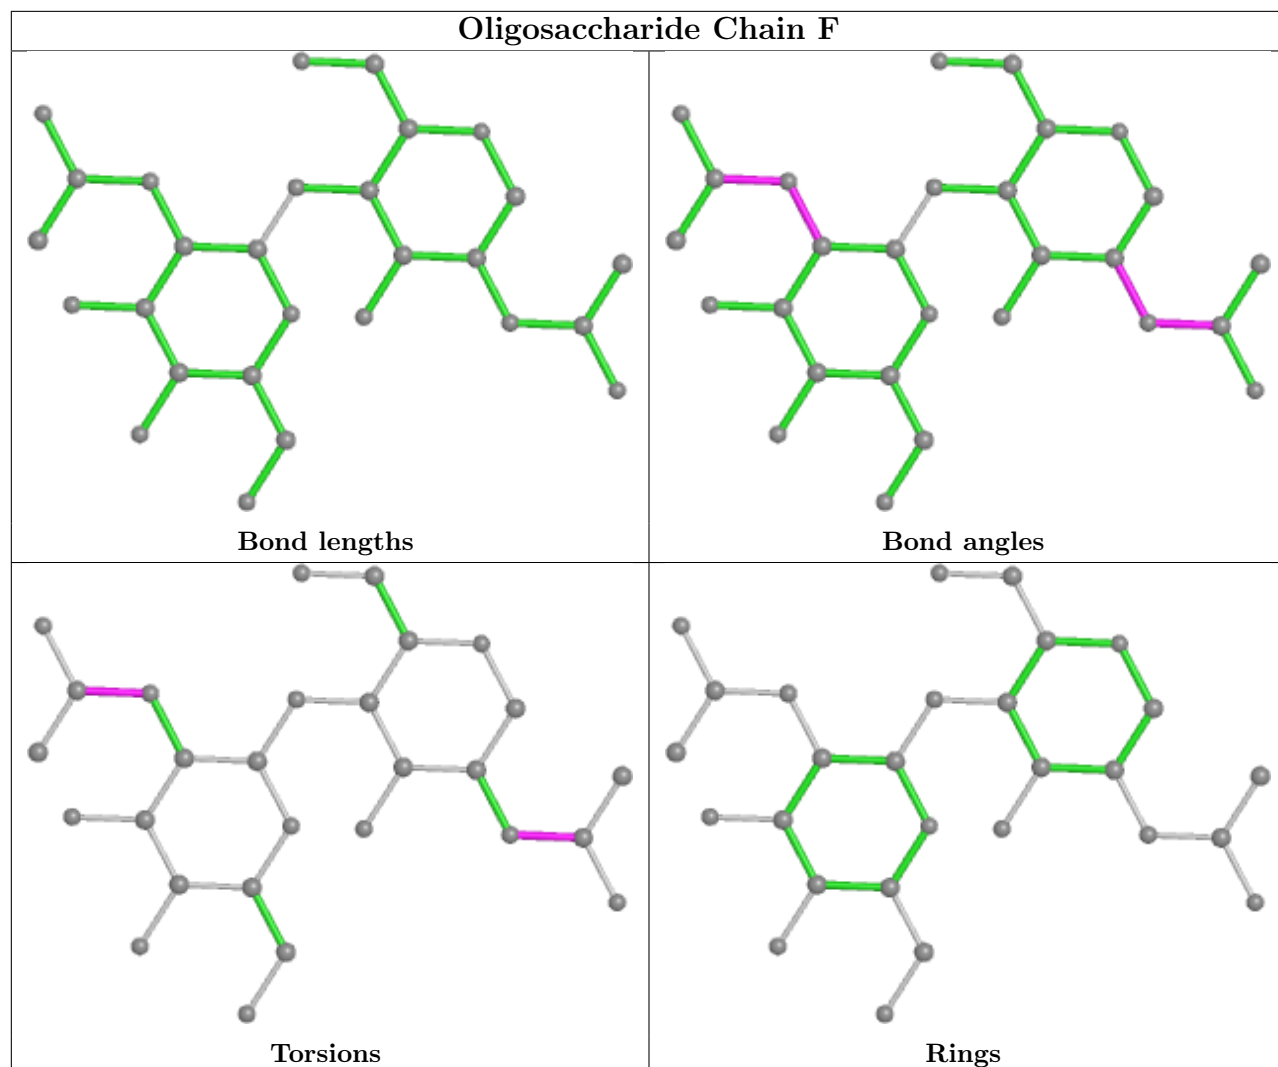 Oligosaccharide Chain F
Bond lengths
Bond angles
Torsions
Rings